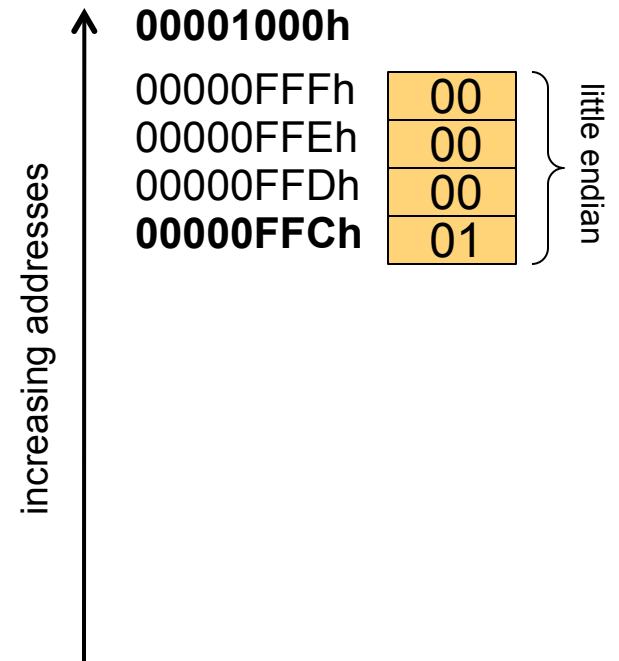 00001000h
00000FFFh 00
00000FFEh 00
00000FFDh 00
00000FFCh 01
little endian
increasing addresses